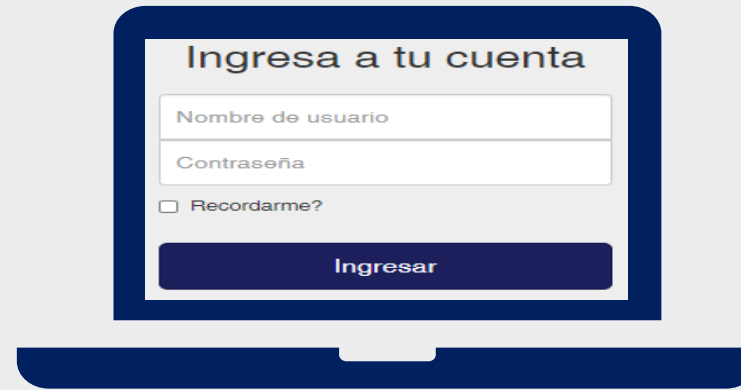 Ingresa a tu cuenta
Nombre de usuario
Contraseña
Recordarme?
Ingresar